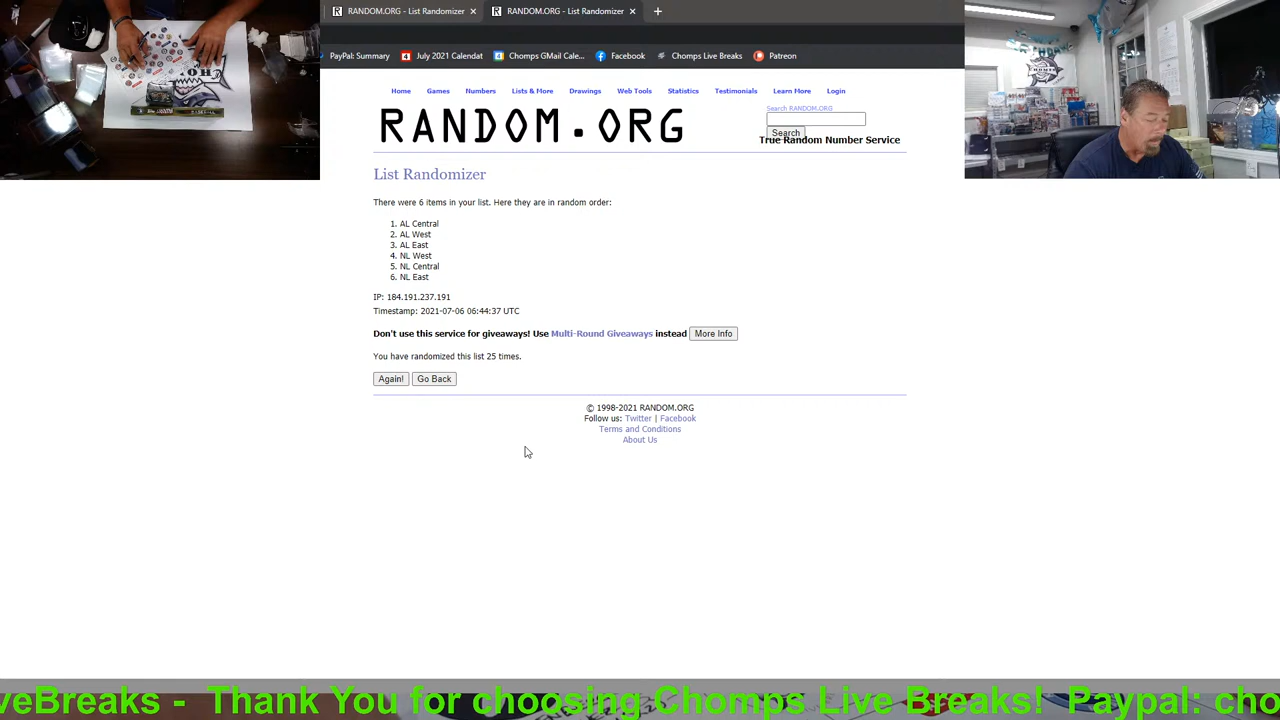 RANDOM.ORG - List Randomizer
RANDOM.ORG - List Randomizer
PayPal: Summary
July 2021 Calendat
Chomps GMail Cale...
Facebook
Chomps Live Breaks
Patreon
Home Games Numbers Lists & More Drawings Web Tools Statistics Testimonials Learn More Login
RANDOM.ORG
Search RANDOM.ORG
Search
True Random Number Service
List Randomizer
There were 6 items in your list. Here they are in random order:
1. AL Central
2. AL West
3. AL East
4. NL West
5. NL Central
6. NL East
IP: 184.191.237.191
Timestamp: 2021-07-06 06:44:37 UTC
Don't use this service for giveaways! Use Multi-Round Giveaways instead More Info
You have randomized this list 25 times.
Again! Go Back
© 1998-2021 RANDOM.ORG
Follow us: Twitter | Facebook
Terms and Conditions
About Us
veBreaks - Thank You for choosing Chomps Live Breaks! Paypal: cho